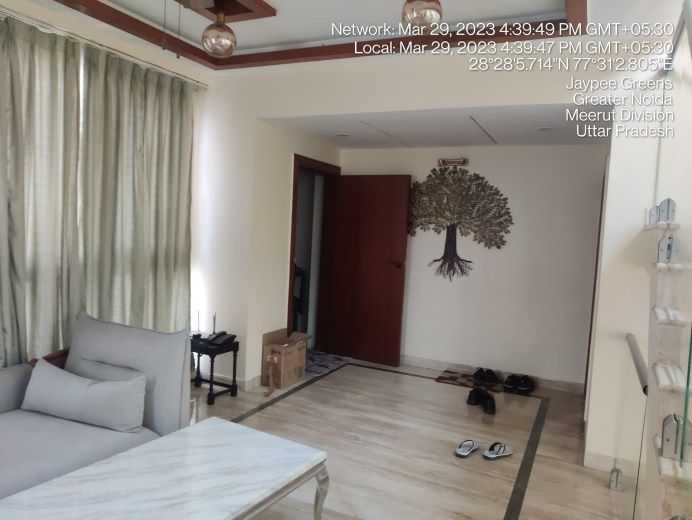 Network: Mar 29, 2023 4:39:49 PM GMT+05:30
Local: Mar 29, 2023 4:39:47 PM GMT+05:30
28°28'5.714"N 77°31'2.805"E
Jaypee Greens
Greater Noida
Meerut Division
Uttar Pradesh